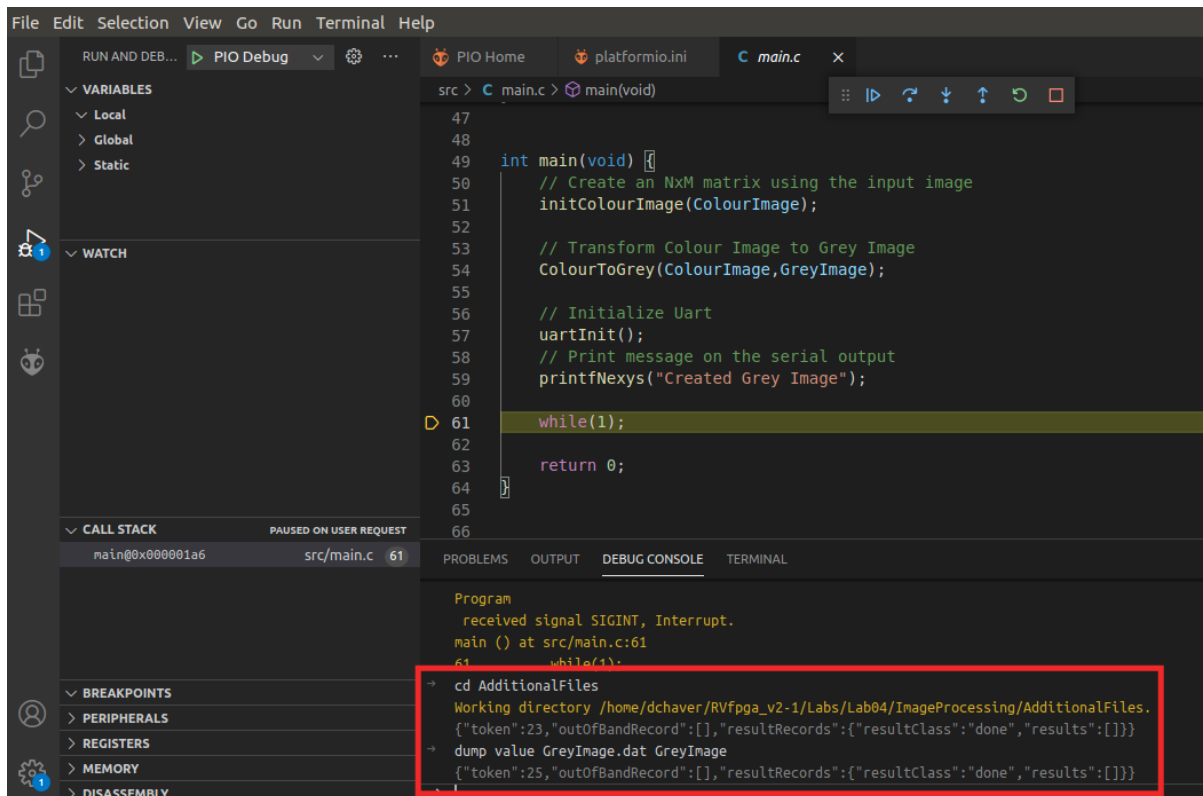 File Edit Selection View Go Run Terminal Help
RUN AND DEB... PIO Debug
PIO Home platformio.ini C main.c
src > C main.c > main(void)
VARIABLES
Local
Global
Static
WATCH
CALL STACK PAUSED ON USER REQUEST
main@0x000001a6 src/main.c 61
BREAKPOINTS
PERIPHERALS
REGISTERS
MEMORY
DISASSEMBLY
1
1
47
48
49 int main(void) {
50 // Create an NxM matrix using the input image
51 initColourImage(ColourImage);
52
53 // Transform Colour Image to Grey Image
54 ColourToGrey(ColourImage,GreyImage);
55
56 // Initialize Uart
57 uartInit();
58 // Print message on the serial output
59 printfNexys("Created Grey Image");
60
61 while(1);
62
63 return 0;
64 }
65
66
PROBLEMS OUTPUT DEBUG CONSOLE TERMINAL
Program
received signal SIGINT, Interrupt.
main () at src/main.c:61
61 while(1);
cd AdditionalFiles
Working directory /home/dchaver/RVfpga_v2-1/Labs/Lab04/ImageProcessing/AdditionalFiles.
{"token":23,"outOfBandRecord":[],"resultRecords":{"resultClass":"done","results":[]}}
dump value GreyImage.dat GreyImage
{"token":25,"outOfBandRecord":[],"resultRecords":{"resultClass":"done","results":[]}}